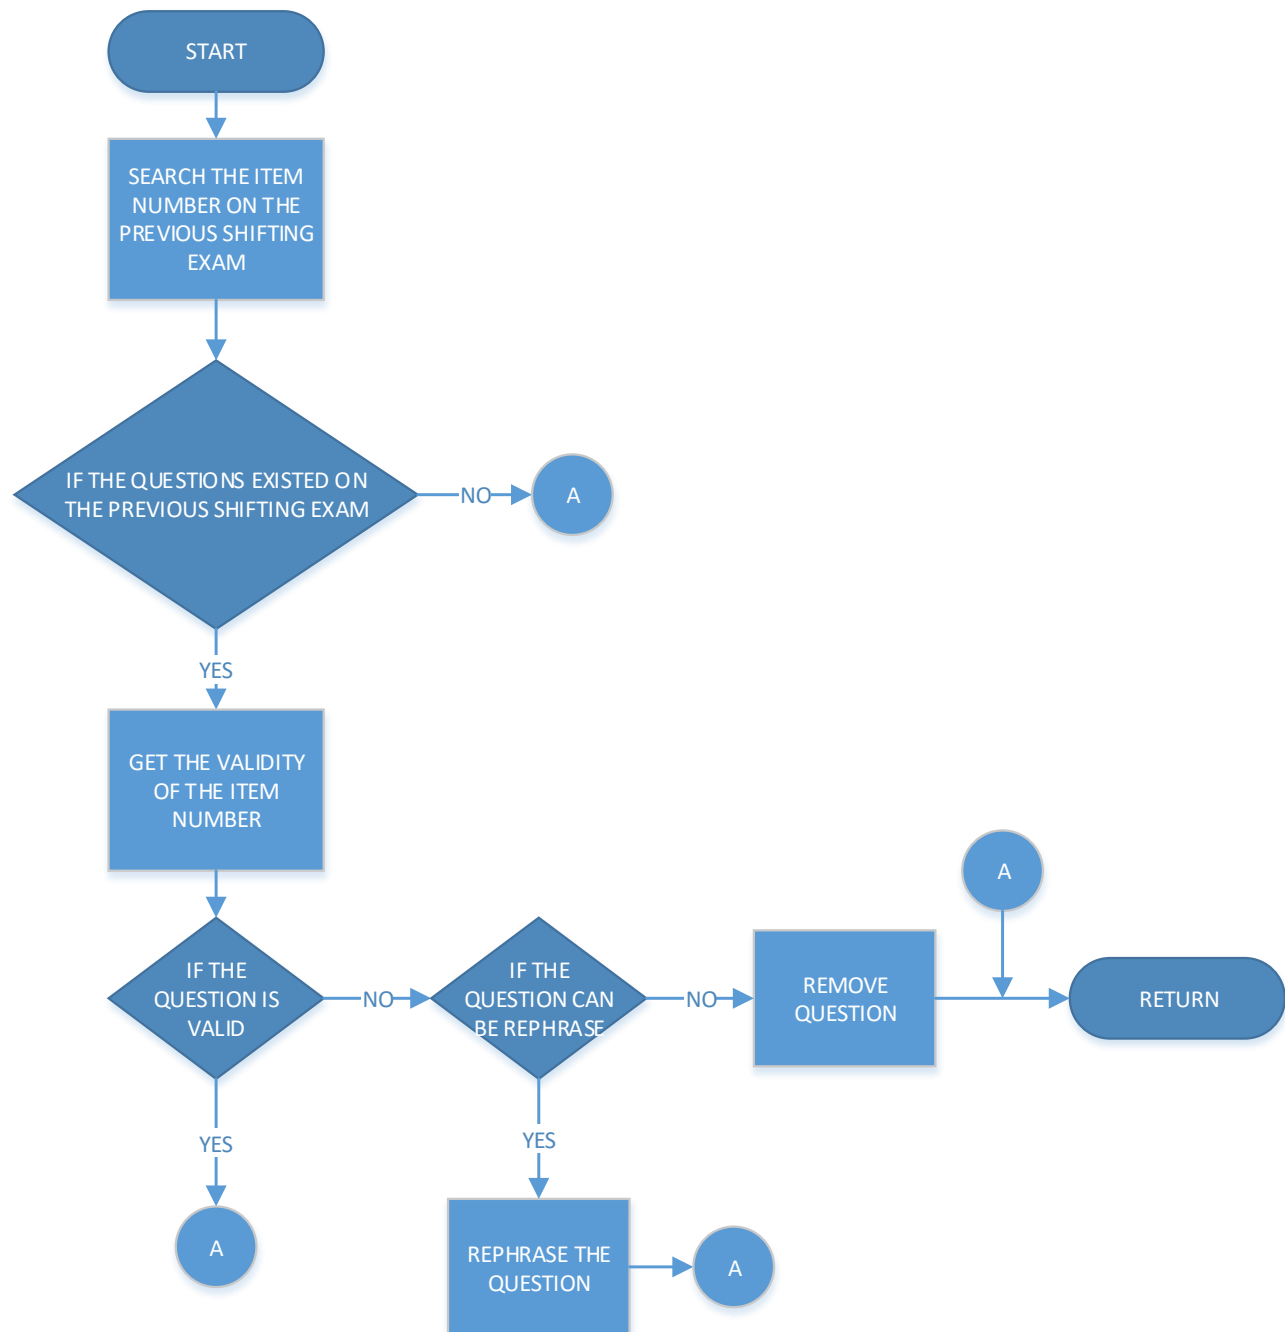 START
SEARCH THE ITEM
NUMBER ON THE
PREVIOUS SHIFTING
EXAM
IF THE QUESTIONS EXISTED ON
THE PREVIOUS SHIFTING EXAM
NO
A
YES
GET THE VALIDITY
OF THE ITEM
NUMBER
IF THE
QUESTION IS
VALID
NO
IF THE
QUESTION CAN
BE REPHRASE
NO
REMOVE
QUESTION
A
RETURN
YES
A
YES
REPHRASE THE
QUESTION
A